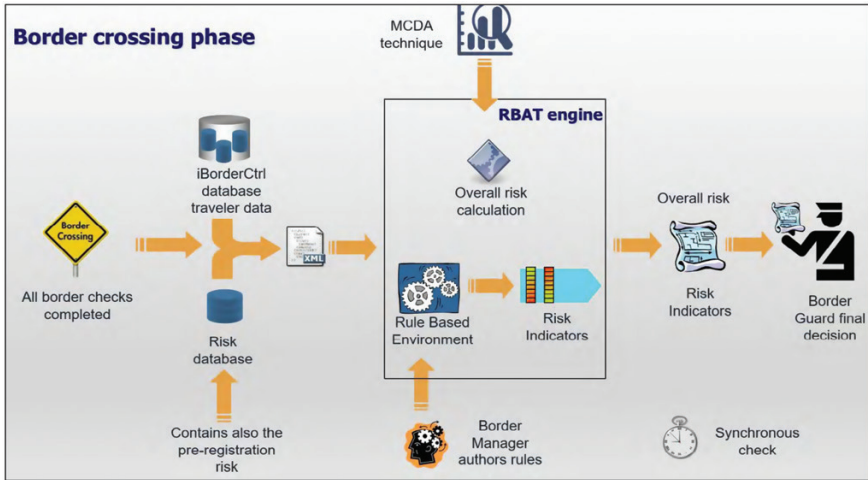 Border crossing phase
MCDA
technique
RBAT engine
iBorderCtrl
database
traveler data
Overall risk
calculation
Overall risk
Border
Crossing
XML
All border checks
completed
Risk
database
Rule Based
Environment
Risk
Indicators
Risk
Indicators
Border
Guard final
decision
Contains also the
pre-registration
risk
Border
Manager
authors rules
Synchronous
check